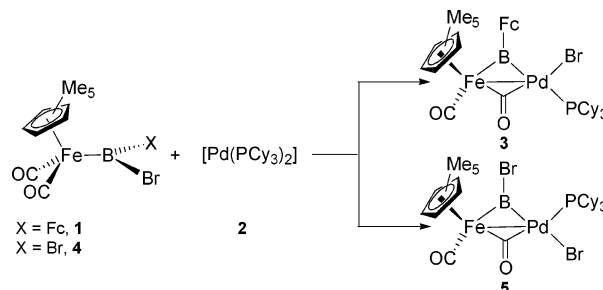 Me5
Fe
B
X
Br
OC
OC
X = Fc, 1
X = Br, 4
+
[Pd(PCy3)2]
2
Fc
Me5
B
Br
Fe
Pd
OC
C
PCy3
O
3
Br
Me5
B
PCy3
Fe
Pd
OC
C
Br
O
5